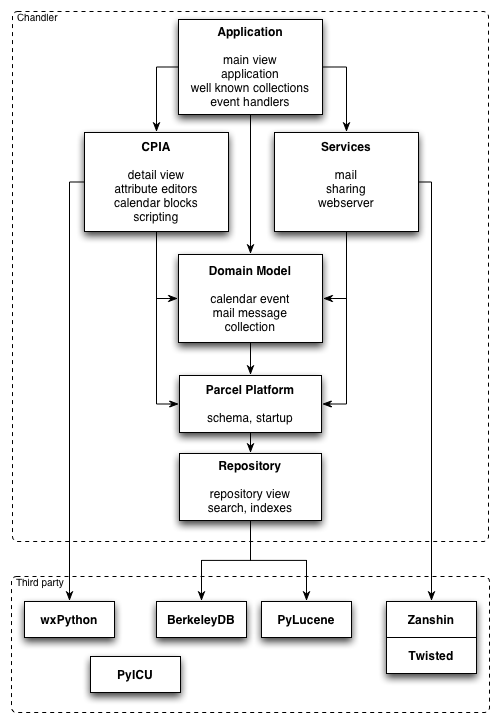 Chandler
Application
main view
application
well known collections
event handlers
CPIA
detail view
attribute editors
calendar blocks
scripting
Services
mail
sharing
webserver
Domain Model
calendar event
mail message
collection
Parcel Platform
schema, startup
Repository
repository view
search, indexes
Third party
wxPython
BerkeleyDB
PyLucene
Zanshin
Twisted
PyICU